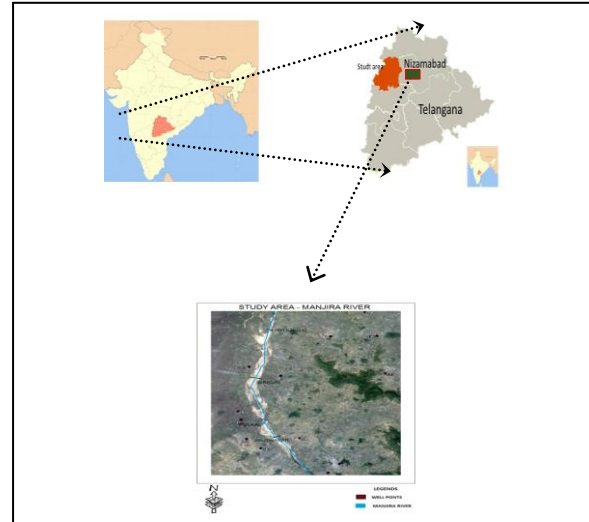 Studt area
Nizamabad
Telangana
STUDY AREA - MANJIRA RIVER
N
LEGENDS
WELL POINTS
MANJIRA RIVER